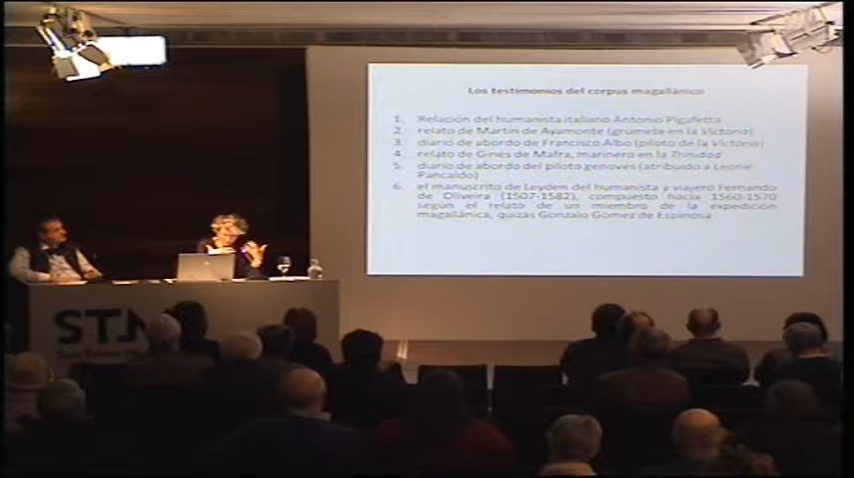 Los testimonios del corpus magallánico
1. Relación del humanista italiano Antonio Pigafetta
2. relato de Martín de Ayamonte (grumete en la Victoria)
3. diario de abordo de Francisco Albo (piloto de la Victoria)
4. relato de Ginés de Mafra, marinero en la Trinidad
5. diario de abordo del piloto genovés (atribuido a Leone
Pancaldo)
6. el manuscrito de Leyden del humanista y viajero Fernando
de Oliveira (1507-1582), compuesto hacia 1560-1570
según el relato de un miembro de la expedición
magallánica, quizás Gonzalo Gómez de Espinosa